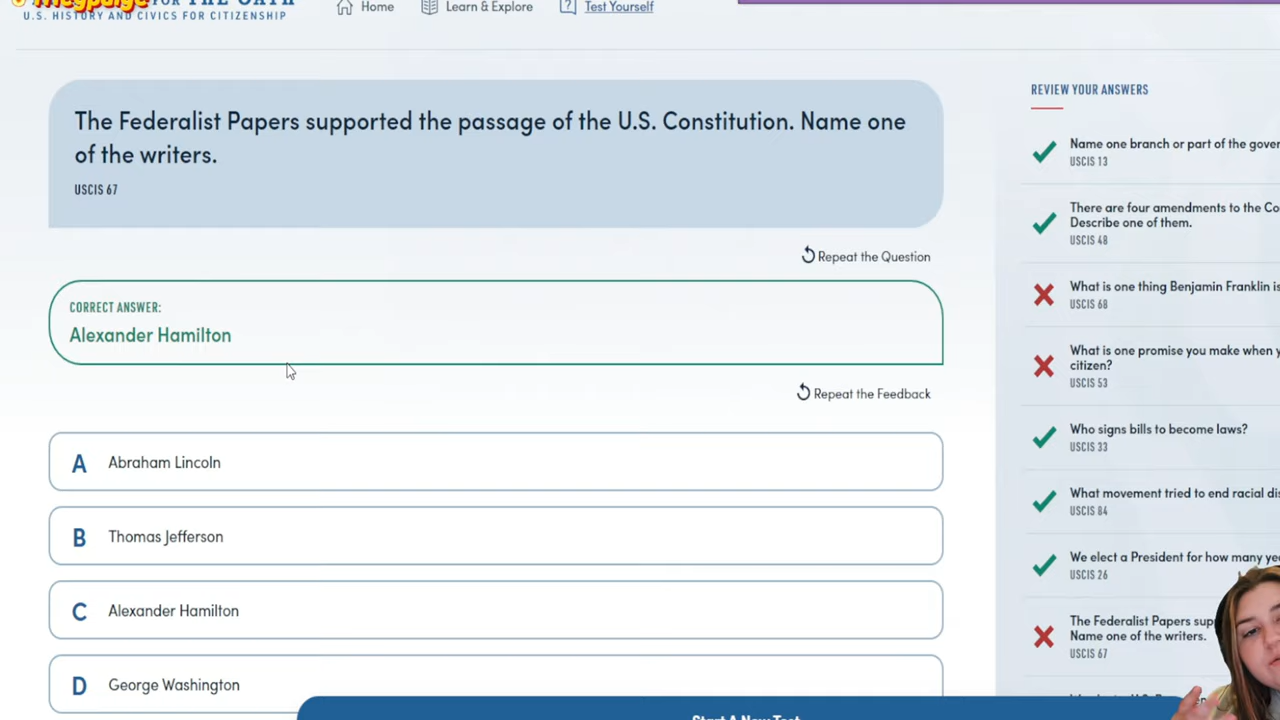 FOR THE OATH
U.S. HISTORY AND CIVICS FOR CITIZENSHIP
Home
Learn & Explore
Test Yourself
The Federalist Papers supported the passage of the U.S. Constitution. Name one
of the writers.
USCIS 67
Repeat the Question
CORRECT ANSWER:
Alexander Hamilton
Repeat the Feedback
A Abraham Lincoln
B Thomas Jefferson
C Alexander Hamilton
D George Washington
Start A New Test
REVIEW YOUR ANSWERS
Name one branch or part of the gover
USCIS 13
There are four amendments to the Co
Describe one of them.
USCIS 48
What is one thing Benjamin Franklin is
USCIS 68
What is one promise you make when y
citizen?
USCIS 53
Who signs bills to become laws?
USCIS 33
What movement tried to end racial dis
USCIS 84
We elect a President for how many ye
USCIS 26
The Federalist Papers sup
Name one of the writers.
USCIS 67